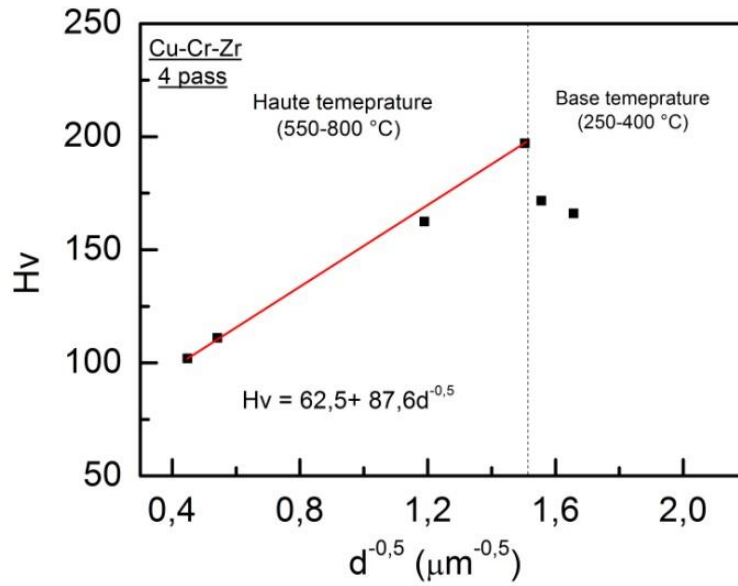 250
200
150
100
50
Hv
Cu-Cr-Zr
4 pass
Haute temeprature
(550-800 °C)
Base temeprature
(250-400 °C)
Hv = 62,5+ 87,6d^-0,5
0,4 0,8 1,2 1,6 2,0
d^-0,5 (μm^-0,5)